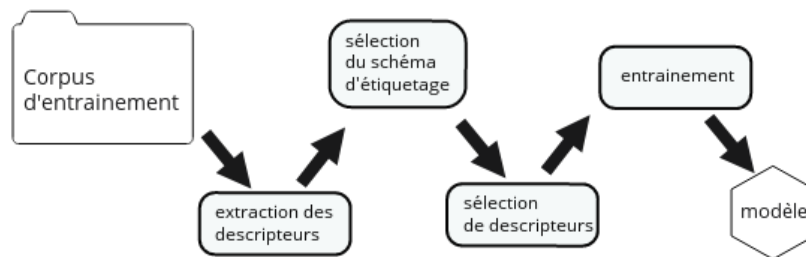 Corpus
d'entrainement
extraction des
descripteurs
sélection
du schéma
d'étiquetage
sélection
de descripteurs
entrainement
modèle